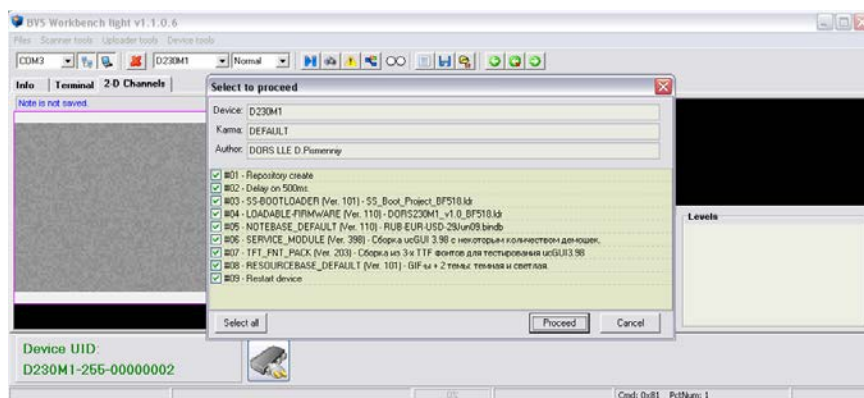 BVS Workbench light v1.1.0.6
Files Scanner tools Uploader tools Device tools
COM3 D230M1 Normal
Info Terminal 2-D Channels
Note is not saved.
Select to proceed
Device: D230M1
Karma: DEFAULT
Author: DORS LLE D.Pismenniy
#01 - Repository create
#02 - Delay on 500ms.
#03 - SS-BOOTLOADER (Ver. 101) - SS_Boot_Project_BF518.ldr
#04 - LOADABLE-FIRMWARE (Ver. 110) - DORS230M1_v1.0_BF518.ldr
#05 - NOTEBASE_DEFAULT (Ver. 110) - RUB-EUR-USD-29Jun09.bindb
#06 - SERVICE_MODULE (Ver. 398) - Сборка ucGUI 3.98 с некоторым количеством демошек.
#07 - TFT_FNT_PACK (Ver. 203) - Сборка из 3-х TTF фонтов для тестирования ucGUI3.98
#08 - RESOURCEBASE_DEFAULT (Ver. 101) - GIF-ы + 2 темы: темная и светлая.
#09 - Restart device
Select all Proceed Cancel
Levels
Device UID:
D230M1-255-00000002
0% Cmd: 0x81 PctNum: 1